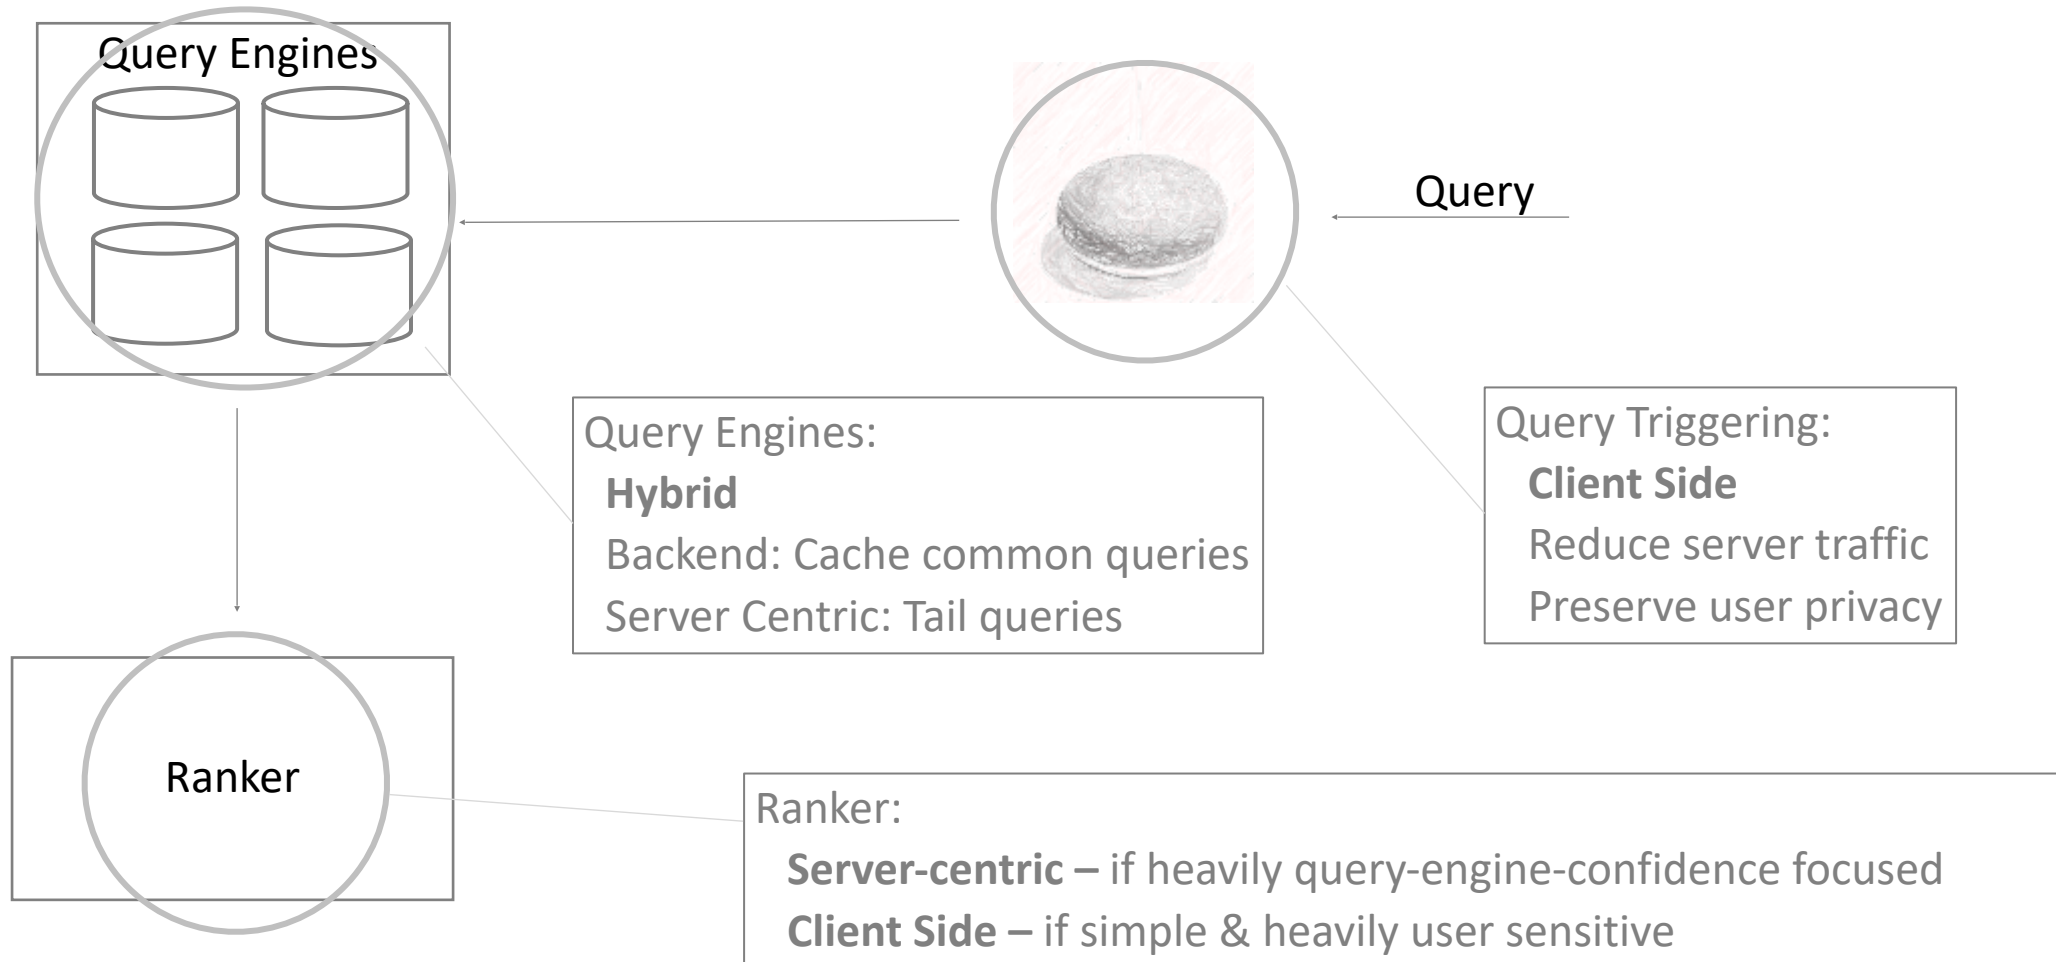 Query Engines
Query
Query Engines:
Hybrid
Backend: Cache common queries
Server Centric: Tail queries
Query Triggering:
Client Side
Reduce server traffic
Preserve user privacy
Ranker
Ranker:
Server-centric – if heavily query-engine-confidence focused
Client Side – if simple & heavily user sensitive